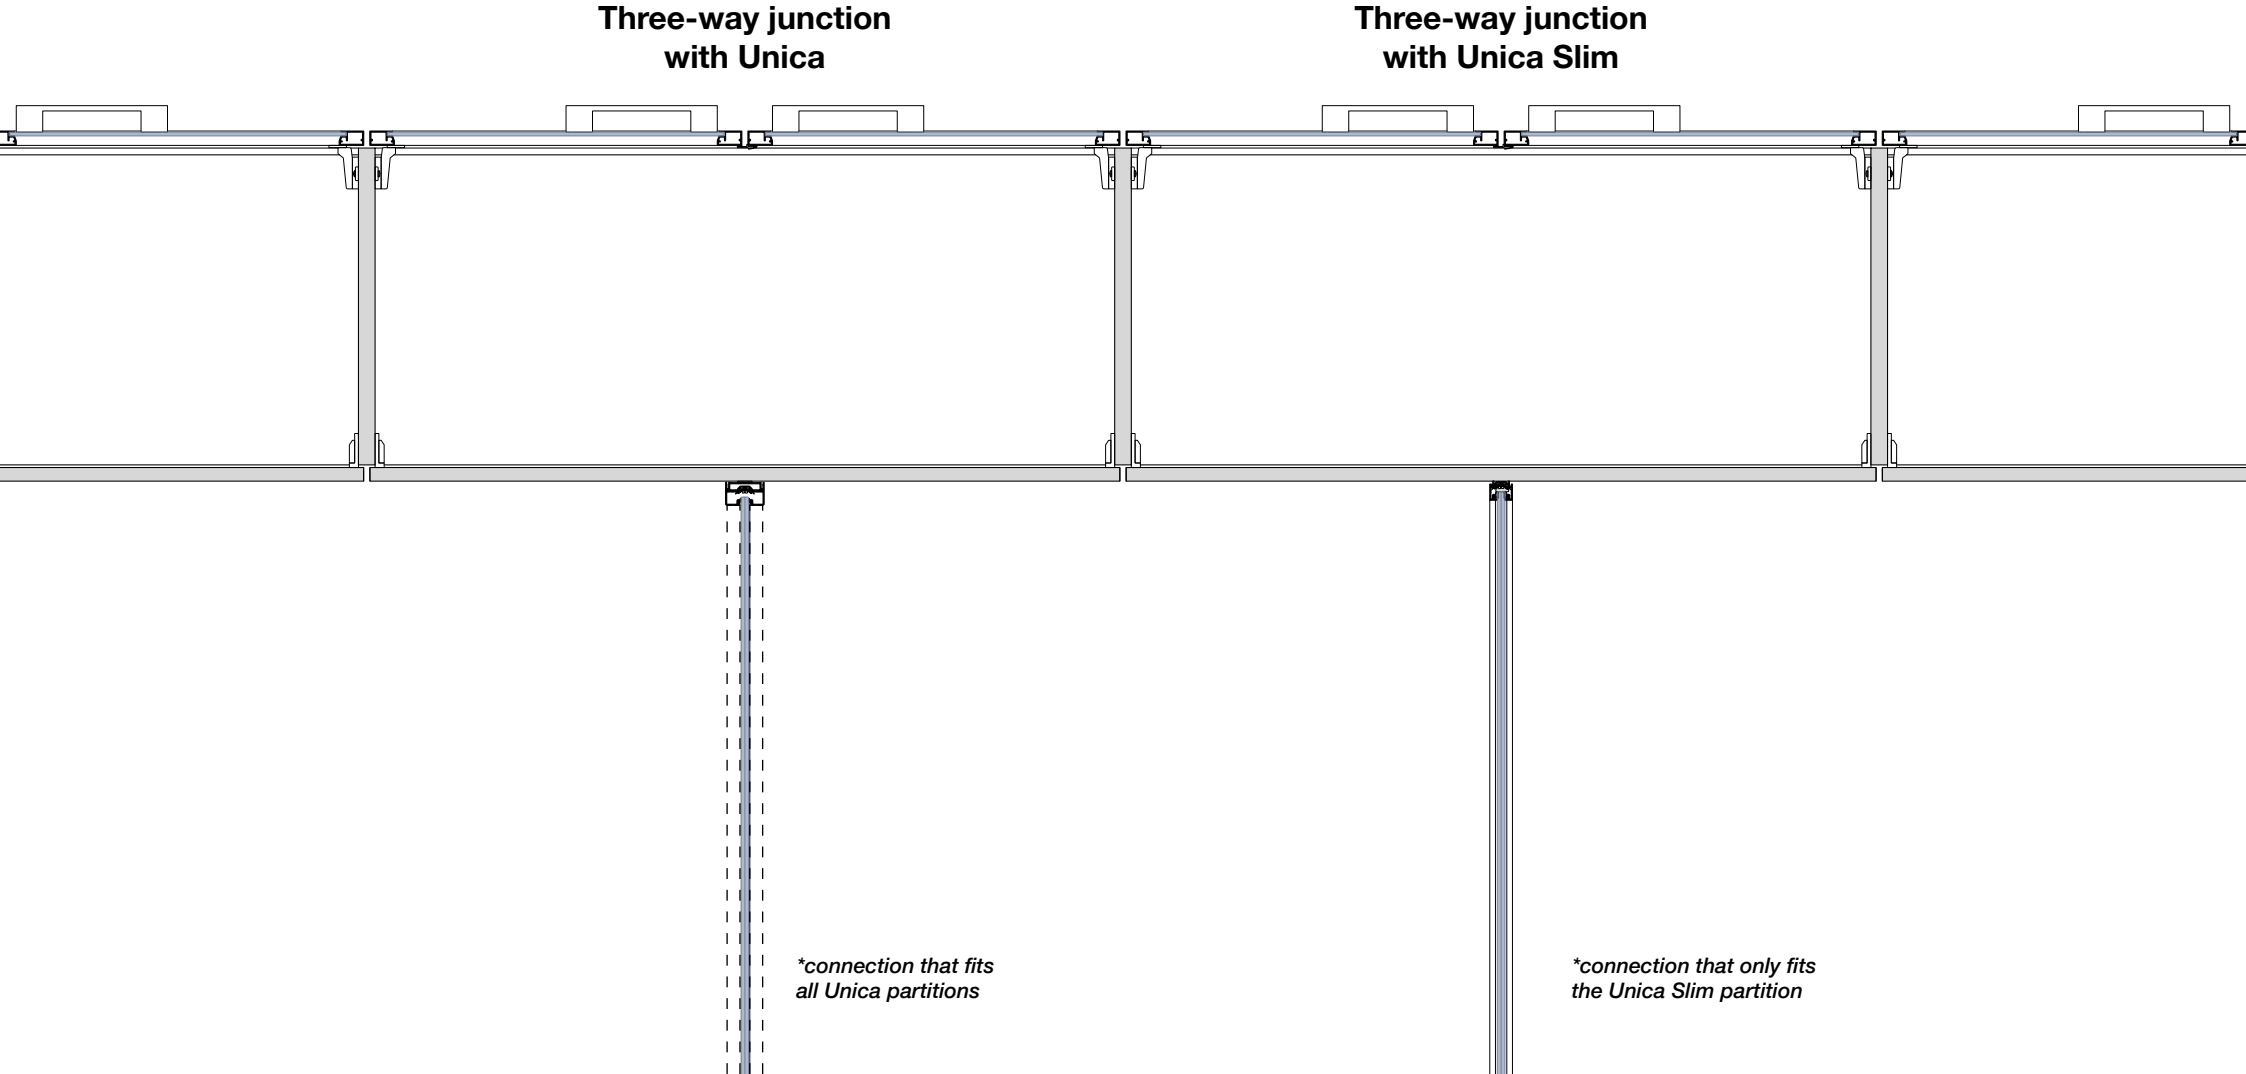 Three-way junction
with Unica
Three-way junction
with Unica Slim
*connection that fits
all Unica partitions
*connection that only fits
the Unica Slim partition